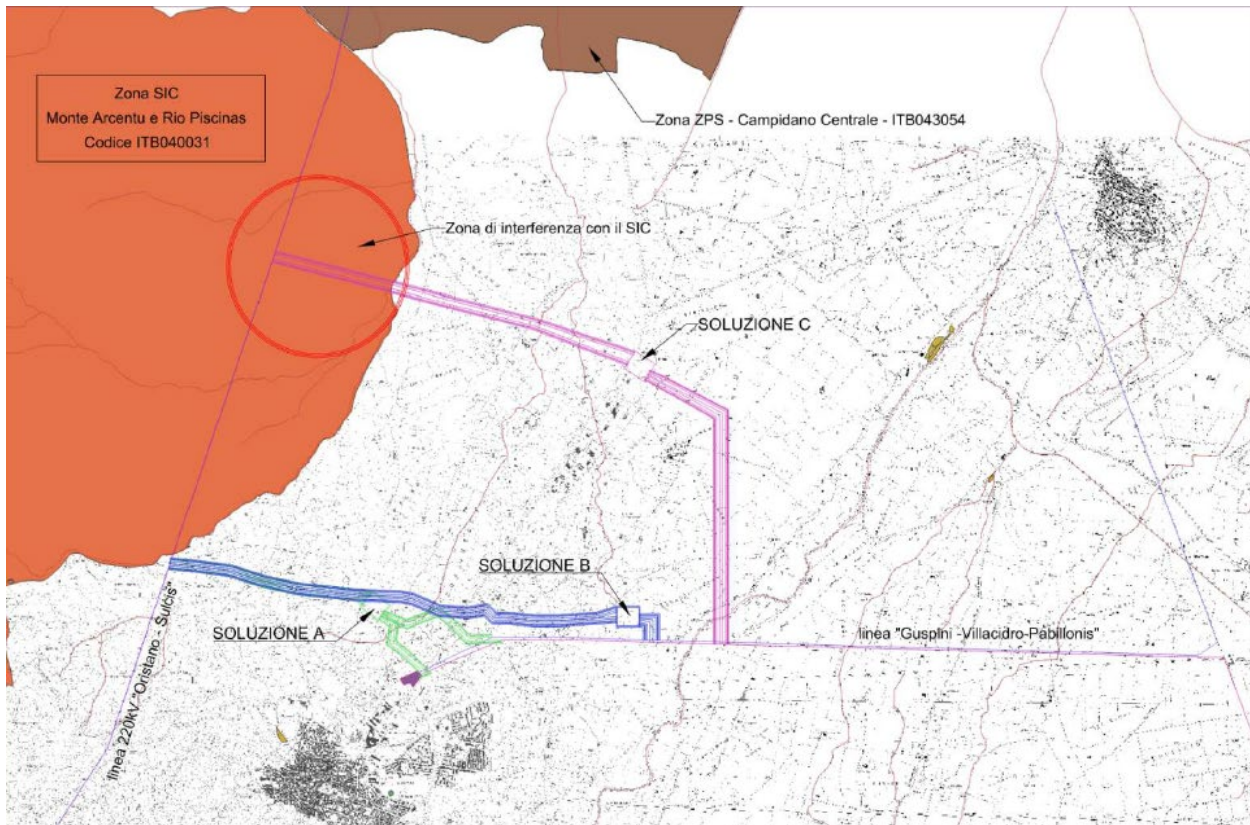 Zona SIC
Monte Arcentu e Rio Piscinas
Codice ITB040031
Zona ZPS - Campidano Centrale - ITB043054
Zona di interferenza con il SIC
SOLUZIONE C
SOLUZIONE B
SOLUZIONE A
linea "Guspini -Villacidro-Pabillonis"
linea 220kV "Oristano - Sulcis"